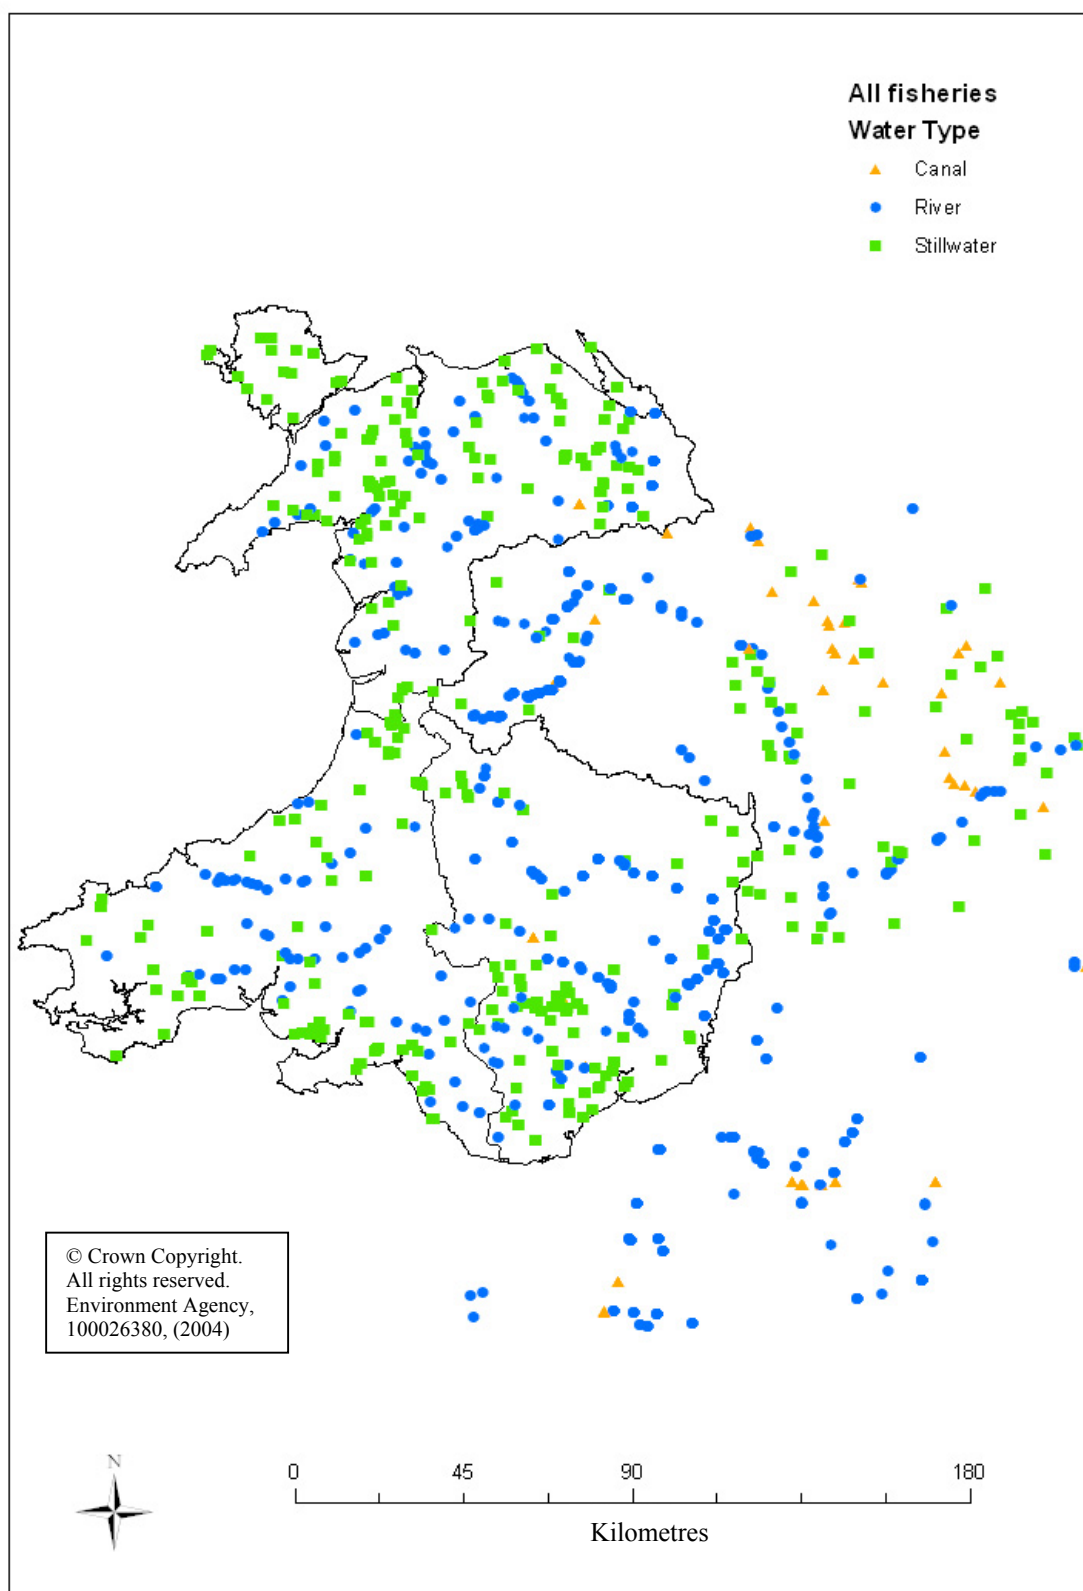 All fisheries
Water Type
Canal
River
Stillwater
© Crown Copyright.
All rights reserved.
Environment Agency,
100026380, (2004)
N
0 45 90 180
Kilometres